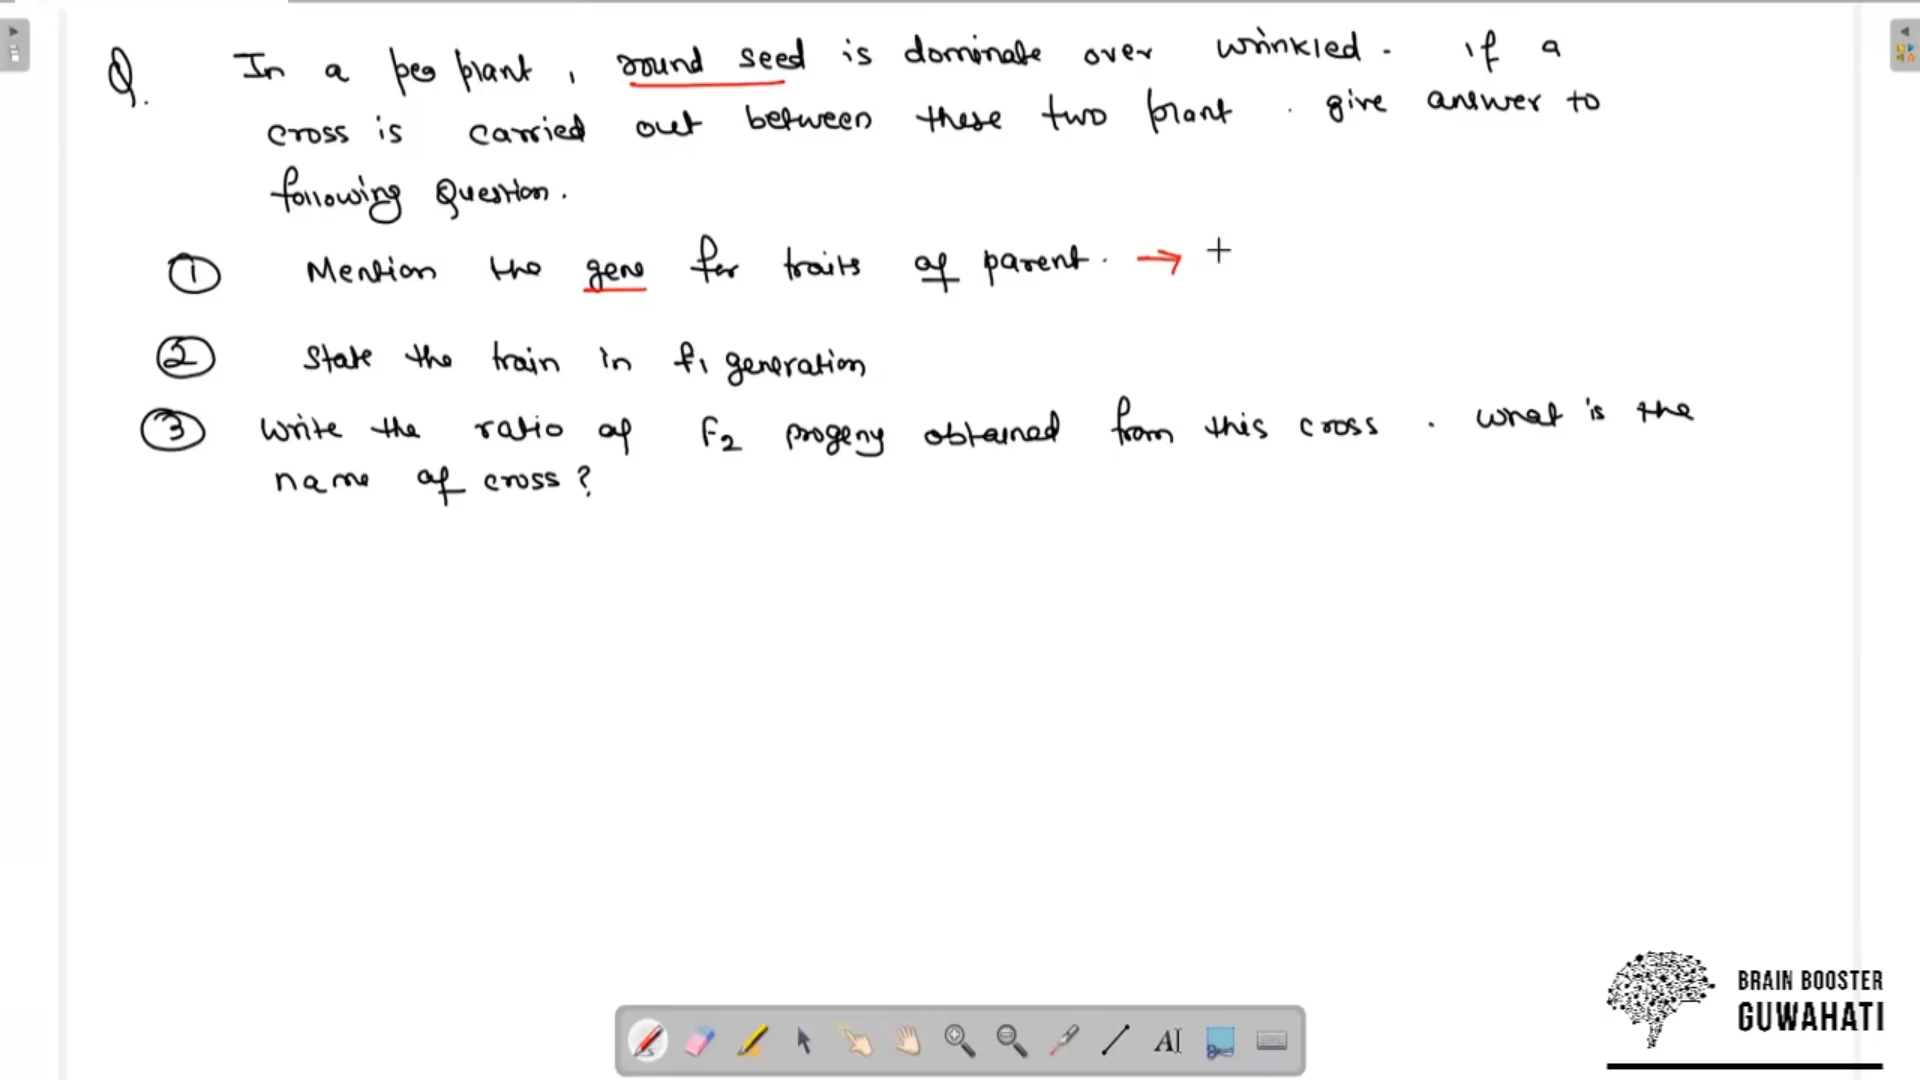 Q. In a pea plant, round seed is dominate over wrinkled. if a
cross is carried out between these two plant. give answer to
following Question.
① Mention the gene for traits of parent. →
② State the train in f₁ generation
③ Write the ratio of F₂ progeny obtained from this cross. what is the
name of cross?
AI
BRAIN BOOSTER
GUWAHATI